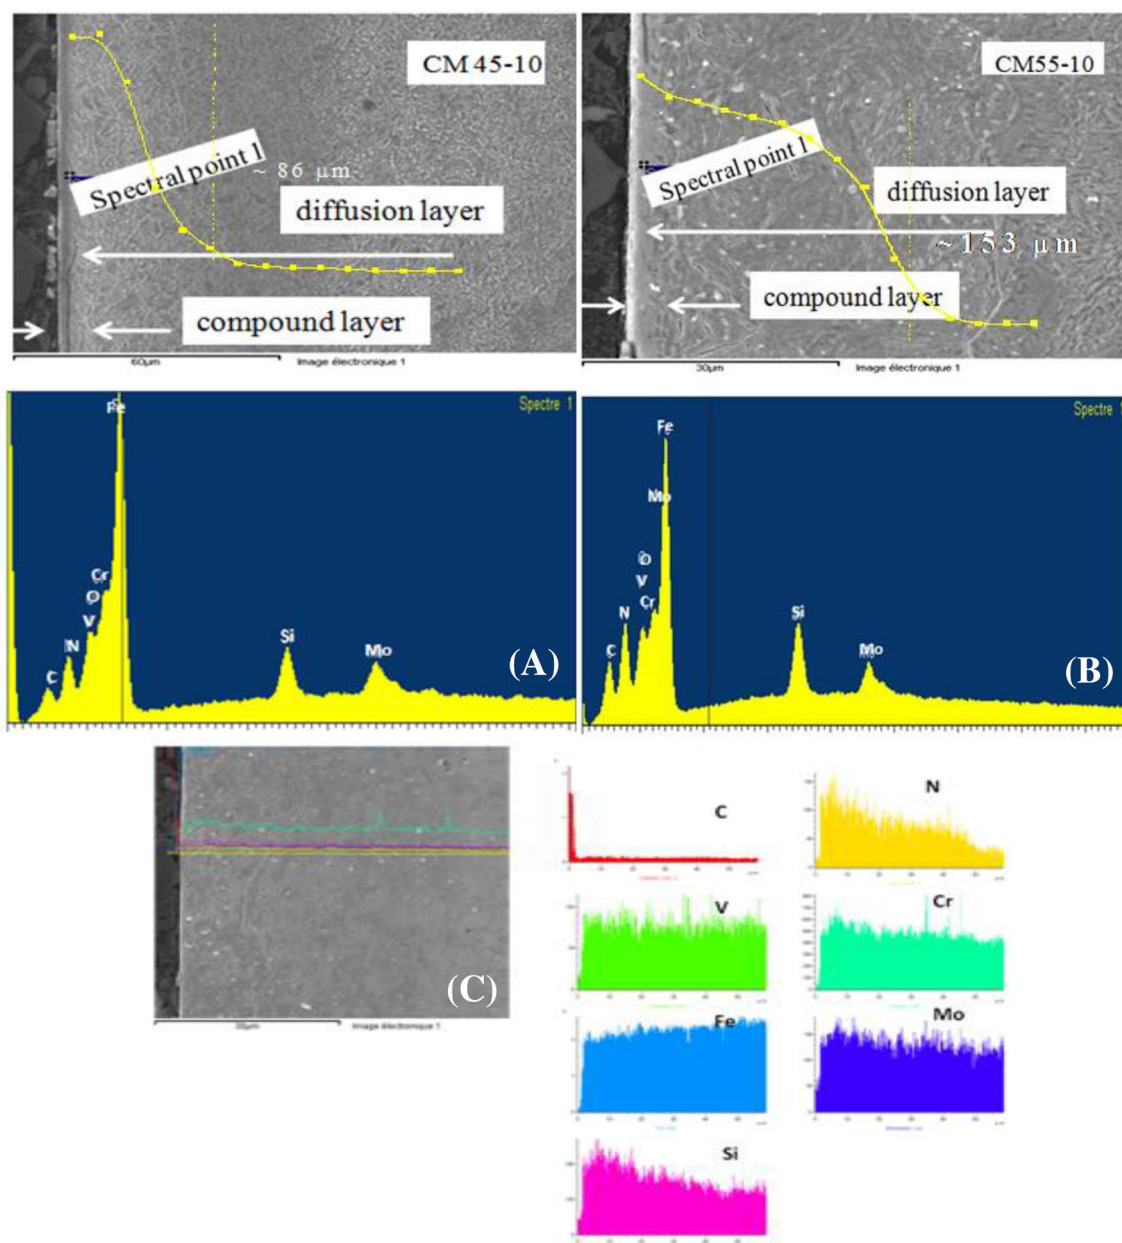 CM 45-10
Spectral point 1
~ 86 µm
diffusion layer
compound layer
60µm
Image électronique 1
CM55-10
Spectral point 1
diffusion layer
~153 µm
compound layer
30µm
Image électronique 1
Spectre 1
Fe
Cr
O
V
N
C
Si
Mo
(A)
Spectre 1
Fe
Mo
O
V
Cr
N
C
Si
Mo
(B)
(C)
30µm
Image électronique 1
C
N
V
Cr
Fe
Mo
Si